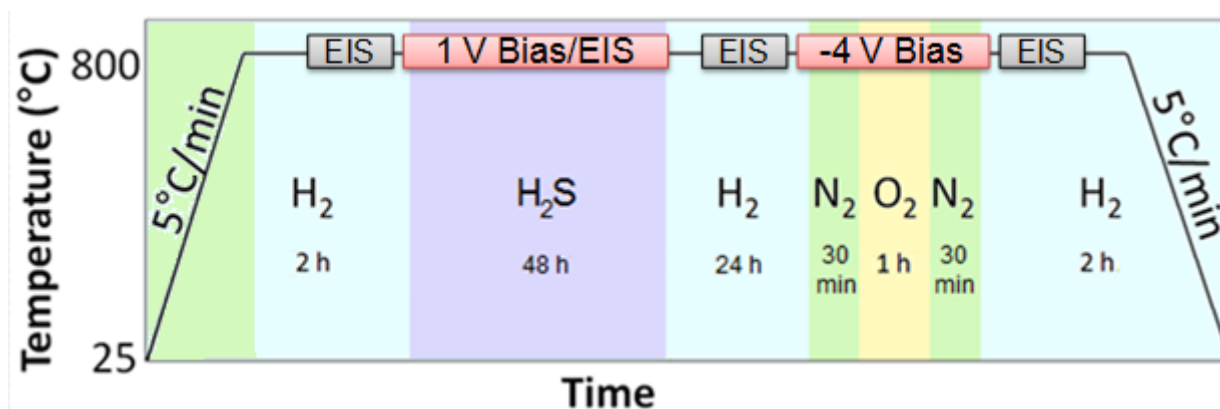 EIS 1 V Bias/EIS EIS -4 V Bias EIS
800
Temperature (°C)
5°C/min
5°C/min
H₂ H₂S H₂ N₂ O₂ N₂ H₂
2 h 48 h 24 h 30 min 1 h 30 min 2 h
25
Time